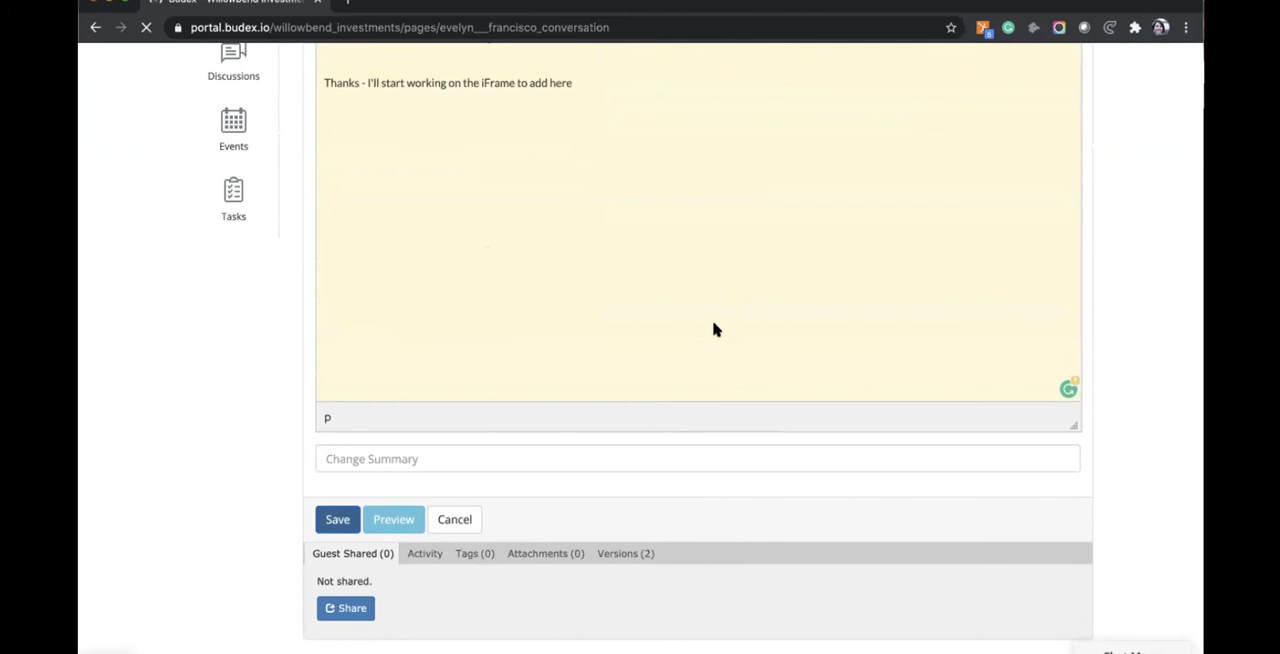 portal.budex.io/willowbend_investments/pages/evelyn__francisco_conversation
Discussions
Events
Tasks
Thanks - I'll start working on the iFrame to add here
p
Change Summary
Save Preview Cancel
Guest Shared (0) Activity Tags (0) Attachments (0) Versions (2)
Not shared.
Share